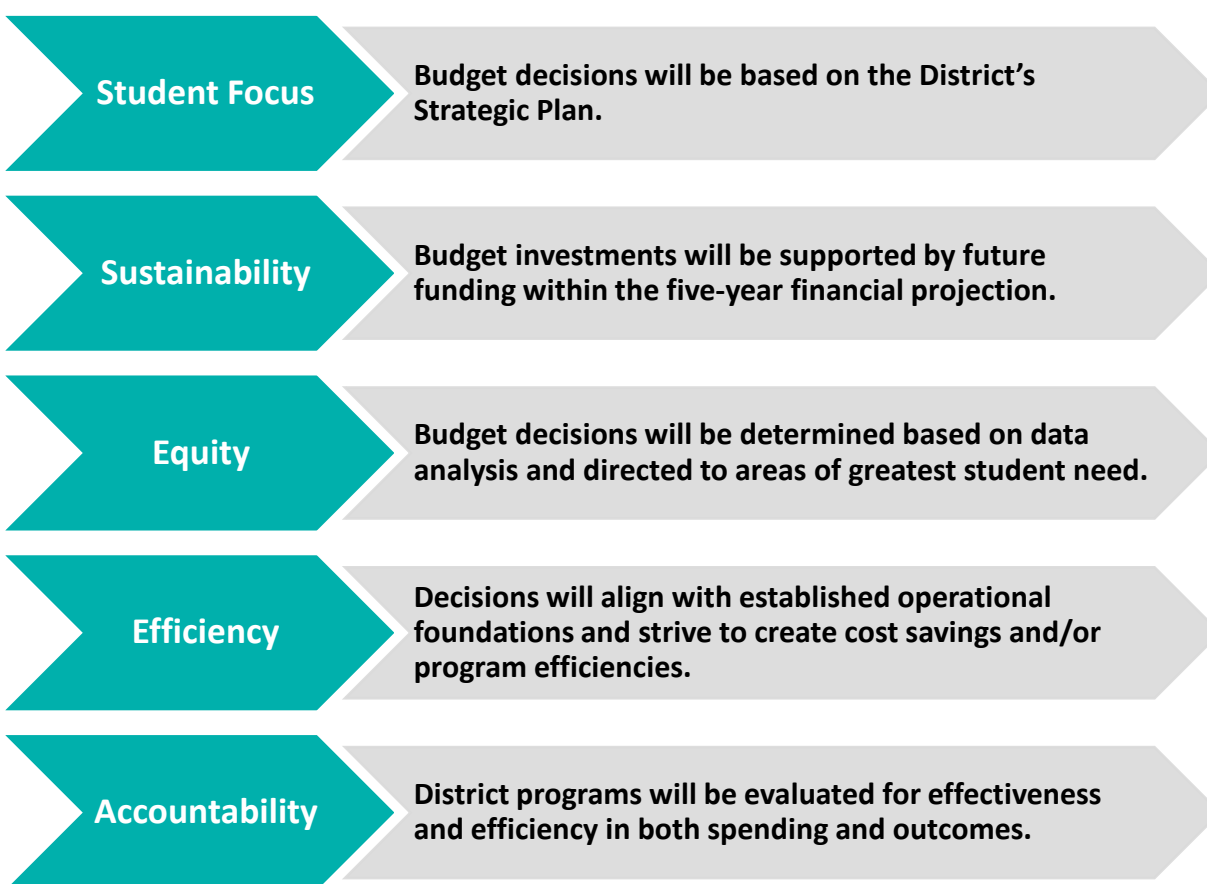 Student Focus
Budget decisions will be based on the District’s
Strategic Plan.
Sustainability
Budget investments will be supported by future
funding within the five-year financial projection.
Equity
Budget decisions will be determined based on data
analysis and directed to areas of greatest student need.
Efficiency
Decisions will align with established operational
foundations and strive to create cost savings and/or
program efficiencies.
Accountability
District programs will be evaluated for effectiveness
and efficiency in both spending and outcomes.